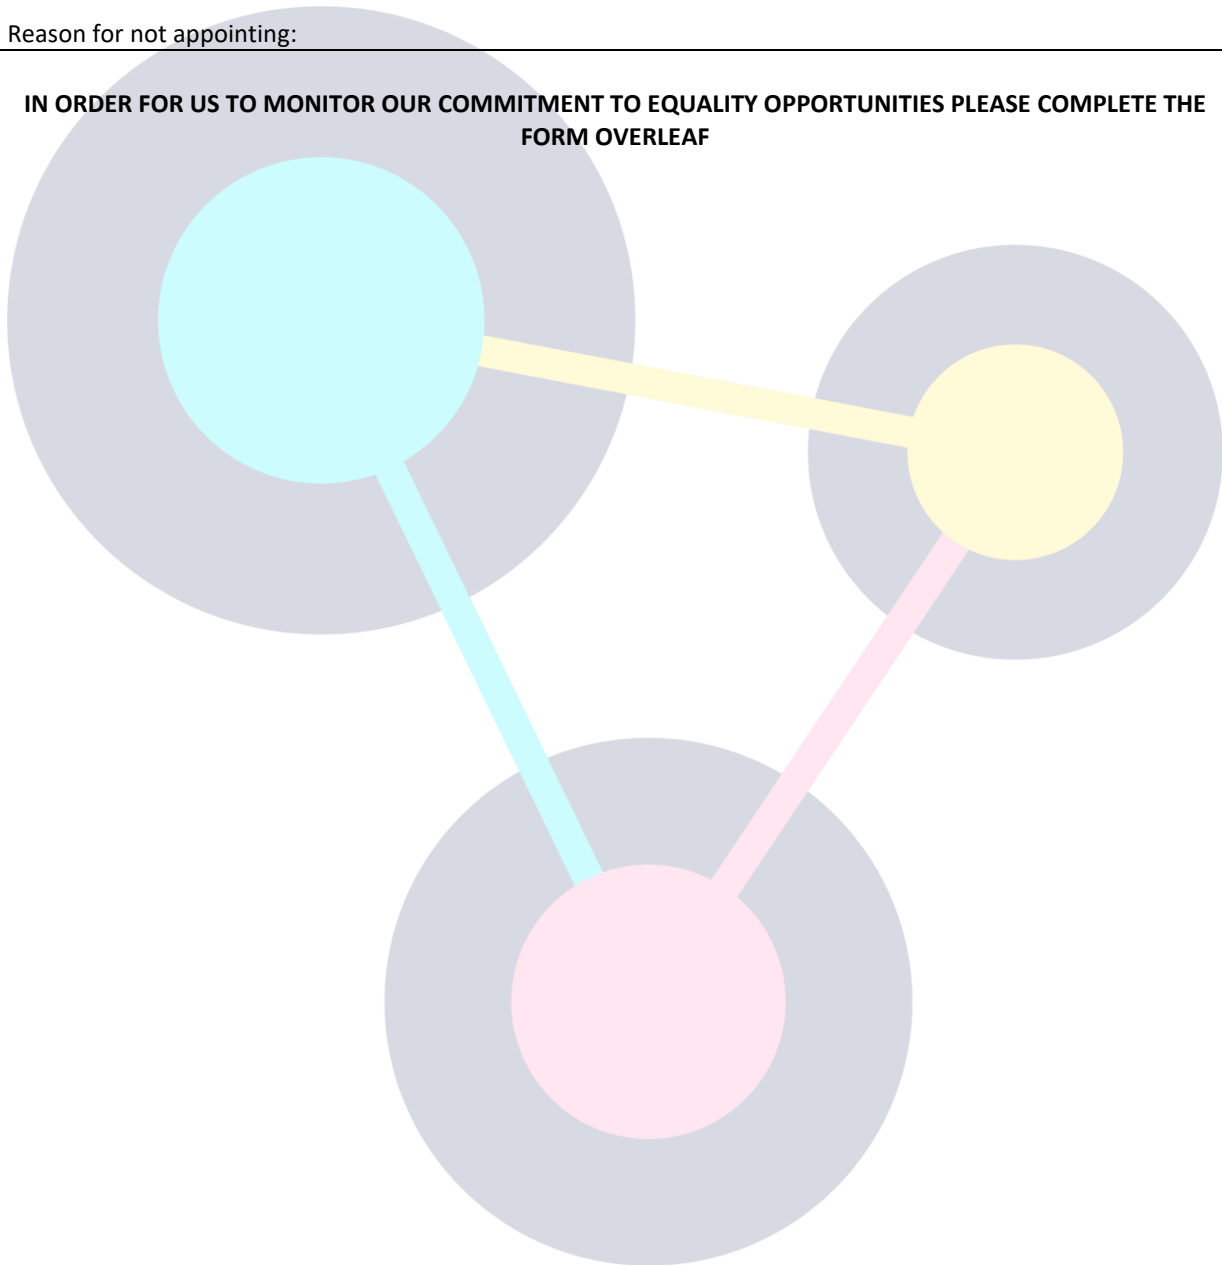 Reason for not appointing:
IN ORDER FOR US TO MONITOR OUR COMMITMENT TO EQUALITY OPPORTUNITIES PLEASE COMPLETE THE
FORM OVERLEAF